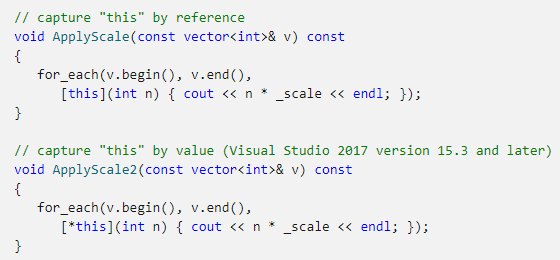 // capture "this" by reference
void ApplyScale(const vector<int>& v) const
{
   for_each(v.begin(), v.end(),
      [this](int n) { cout << n * _scale << endl; });
}

// capture "this" by value (Visual Studio 2017 version 15.3 and later)
void ApplyScale2(const vector<int>& v) const
{
   for_each(v.begin(), v.end(),
      [*this](int n) { cout << n * _scale << endl; });
}